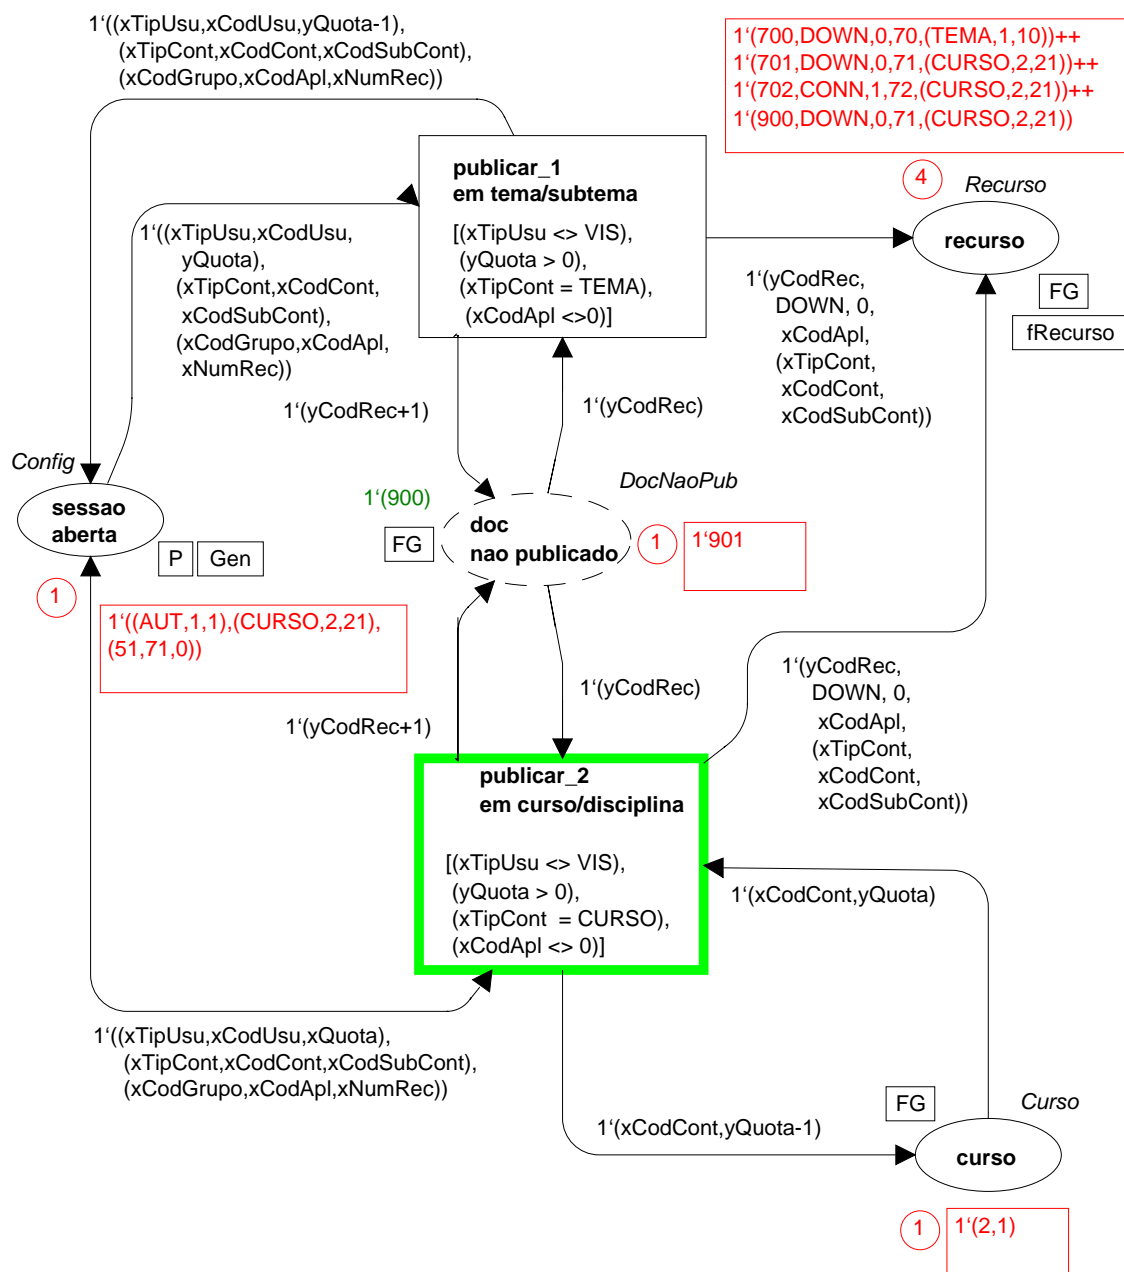 1‘((xTipUsu,xCodUsu,yQuota-1),
(xTipCont,xCodCont,xCodSubCont),
(xCodGrupo,xCodApl,xNumRec))
1‘(700,DOWN,0,70,(TEMA,1,10))++
1‘(701,DOWN,0,71,(CURSO,2,21))++
1‘(702,CONN,1,72,(CURSO,2,21))++
1‘(900,DOWN,0,71,(CURSO,2,21))
publicar_1
em tema/subtema
[(xTipUsu <> VIS),
(yQuota > 0),
(xTipCont = TEMA),
(xCodApl <>0)]
4
Recurso
recurso
FG
fRecurso
1‘((xTipUsu,xCodUsu,
yQuota),
(xTipCont,xCodCont,
xCodSubCont),
(xCodGrupo,xCodApl,
xNumRec))
1‘(yCodRec,
DOWN, 0,
xCodApl,
(xTipCont,
xCodCont,
xCodSubCont))
1‘(yCodRec+1)
1‘(yCodRec)
Config
sessao
aberta
P
Gen
1
1‘((AUT,1,1),(CURSO,2,21),
(51,71,0))
DocNaoPub
1‘(900)
FG
doc
nao publicado
1
1‘901
1‘(yCodRec+1)
1‘(yCodRec)
1‘(yCodRec,
DOWN, 0,
xCodApl,
(xTipCont,
xCodCont,
xCodSubCont))
publicar_2
em curso/disciplina
[(xTipUsu <> VIS),
(yQuota > 0),
(xTipCont  = CURSO),
(xCodApl <> 0)]
1‘(xCodCont,yQuota)
1‘((xTipUsu,xCodUsu,xQuota),
(xTipCont,xCodCont,xCodSubCont),
(xCodGrupo,xCodApl,xNumRec))
1‘(xCodCont,yQuota-1)
FG
Curso
curso
1
1‘(2,1)